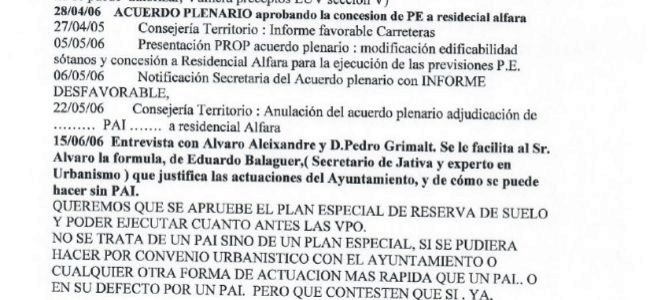 28/04/06 ACUERDO PLENARIO aprobando la concesion de PE a residecial alfara
27/04/05 Consejería Territorio : Informe favorable Carreteras
05/05/06 Presentación PROP acuerdo plenario : modificación edificabilidad
sótanos y concesión a Residencial Alfara para la ejecución de las previsiones P.E.
06/05/06 Notificación Secretaria del Acuerdo plenario con INFORME
DESFAVORABLE,
22/05/06 Consejería Territorio : Anulación del acuerdo plenario adjudicación de
......... PAI ....... a residencial Alfara
15/06/06 Entrevista con Alvaro Aleixandre y D.Pedro Grimalt. Se le facilita al Sr.
Alvaro la formula, de Eduardo Balaguer,( Secretario de Jativa y experto en
Urbanismo ) que justifica las actuaciones del Ayuntamiento, y de cómo se puede
hacer sin PAI.
QUEREMOS QUE SE APRUEBE EL PLAN ESPECIAL DE RESERVA DE SUELO
Y PODER EJECUTAR CUANTO ANTES LAS VPO.
NO SE TRATA DE UN PAI SINO DE UN PLAN ESPECIAL, SI SE PUDIERA
HACER POR CONVENIO URBANISTICO CON EL AYUNTAMIENTO O
CUALQUIER OTRA FORMA DE ACTUACION MAS RAPIDA QUE UN PAI.. O
EN SU DEFECTO POR UN PAI. PERO QUE CONTESTEN QUE SI , YA.